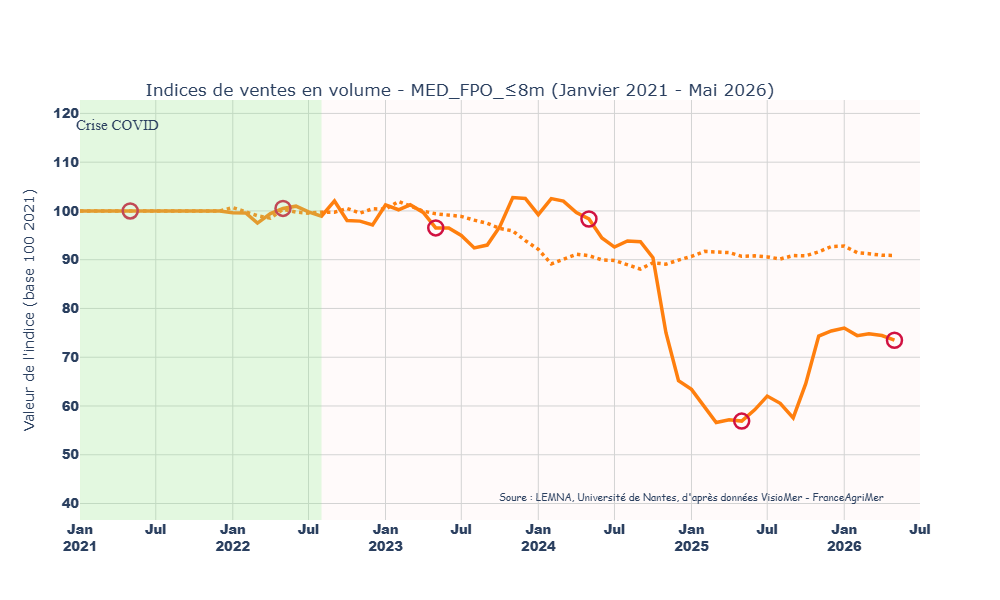 Indices de ventes en volume - MED_FPO_≤8m (Janvier 2021 - Mai 2026)
Crise COVID
Valeur de l'indice (base 100 2021)
120
110
100
90
80
70
60
50
40
Soure : LEMNA, Université de Nantes, d'après données VisioMer - FranceAgriMer
Jan Jul Jan Jul Jan Jul Jan Jul Jan Jul Jan Jul
2021 2022 2023 2024 2025 2026